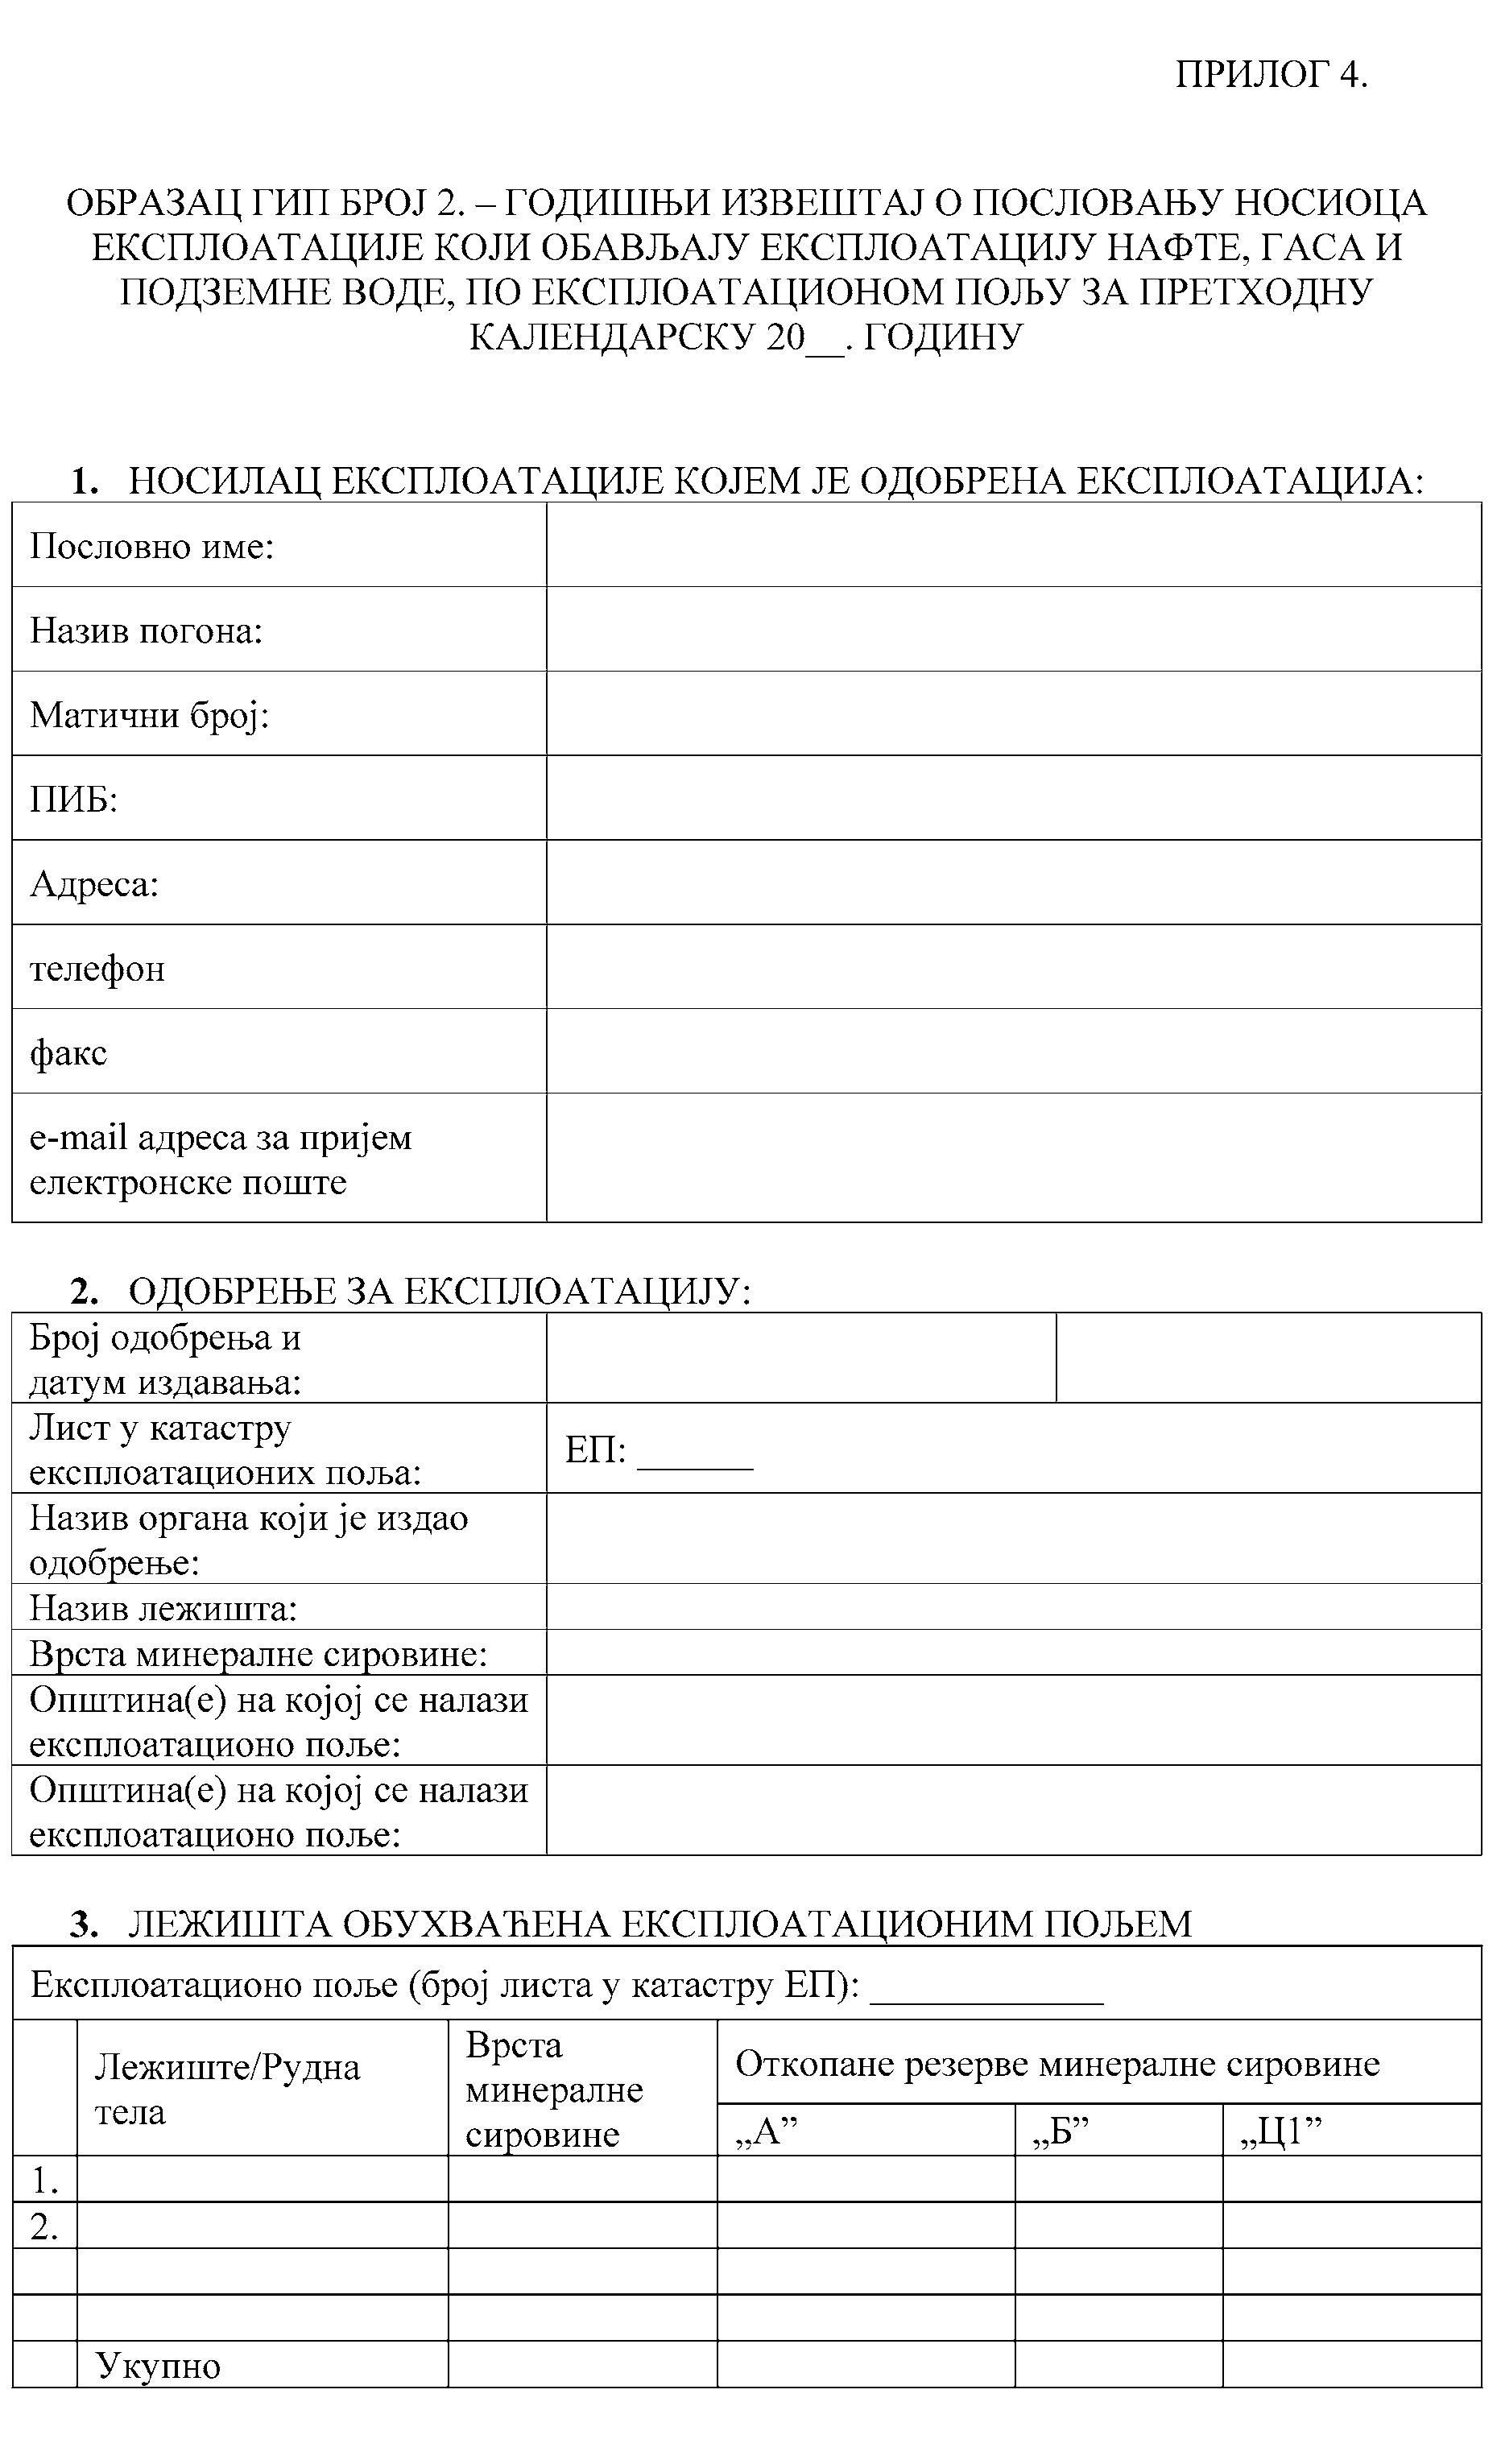 ПРИЛОГ 4.
ОБРАЗАЦ ГИП БРОЈ 2. – ГОДИШЊИ ИЗВЕШТАЈ О ПОСЛОВАЊУ НОСИОЦА
ЕКСПЛОАТАЦИЈЕ КОЈИ ОБАВЉАЈУ ЕКСПЛОАТАЦИЈУ НАФТЕ, ГАСА И
ПОДЗЕМНЕ ВОДЕ, ПО ЕКСПЛОАТАЦИОНОМ ПОЉУ ЗА ПРЕТХОДНУ
КАЛЕНДАРСКУ 20__. ГОДИНУ
1. НОСИЛАЦ ЕКСПЛОАТАЦИЈЕ КОЈЕМ ЈЕ ОДОБРЕНА ЕКСПЛОАТАЦИЈА:
Пословно име:
Назив погона:
Матични број:
ПИБ:
Адреса:
телефон
факс
e-mail адреса за пријем
електронске поште
2. ОДОБРЕЊЕ ЗА ЕКСПЛОАТАЦИЈУ:
Број одобрења и
датум издавања:
Лист у катастру
експлоатационих поља:
ЕП: ______
Назив органа који је издао
одобрење:
Назив лежишта:
Врста минералне сировине:
Општина(е) на којој се налази
експлоатационо поље:
Општина(е) на којој се налази
експлоатационо поље:
3. ЛЕЖИШТА ОБУХВАЋЕНА ЕКСПЛОАТАЦИОНИМ ПОЉЕМ
Експлоатационо поље (број листа у катастру ЕП): ____________
Лежиште/Рудна
тела
Врста
минералне
сировине
Откопане резерве минералне сировине
„А” „Б” „Ц1”
1.
2.
Укупно